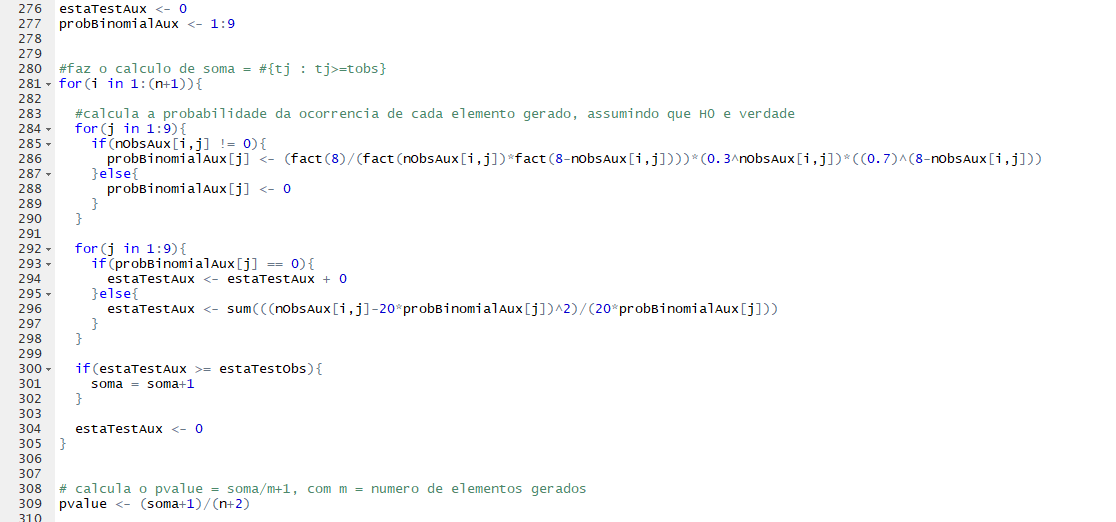 276 estaTestAux <- 0
277 probBinomialAux <- 1:9
278
279
280 #faz o calculo de soma = #{tj : tj>=tobs}
281 for(i in 1:(n+1)){
282
283 #calcula a probabilidade da ocorrencia de cada elemento gerado, assumindo que H0 e verdade
284 for(j in 1:9){
285 if(nObsAux[i,j] != 0){
286 probBinomialAux[j] <- (fact(8)/(fact(nObsAux[i,j])*fact(8-nObsAux[i,j])))*(0.3^nObsAux[i,j])*((0.7)^(8-nObsAux[i,j]))
287 }else{
288 probBinomialAux[j] <- 0
289 }
290 }
291
292 for(j in 1:9){
293 if(probBinomialAux[j] == 0){
294 estaTestAux <- estaTestAux + 0
295 }else{
296 estaTestAux <- sum(((nObsAux[i,j]-20*probBinomialAux[j])^2)/(20*probBinomialAux[j]))
297 }
298 }
299
300 if(estaTestAux >= estaTestObs){
301 soma = soma+1
302 }
303
304 estaTestAux <- 0
305 }
306
307
308 # calcula o pvalue = soma/m+1, com m = numero de elementos gerados
309 pvalue <- (soma+1)/(n+2)
310